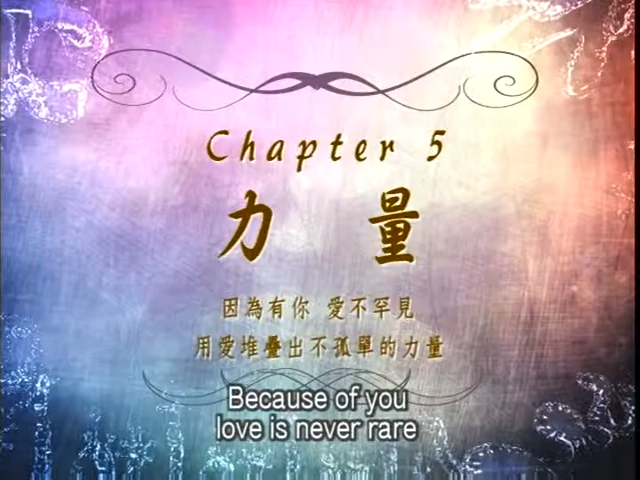 Chapter 5
力量
因為有你 愛不罕見
用愛堆疊出不孤單的力量
Because of you
love is never rare